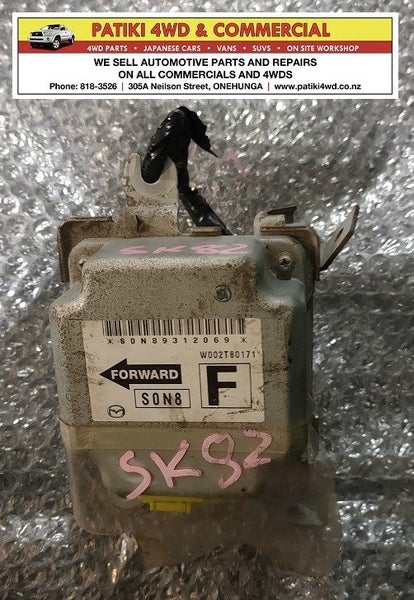 PATIKI 4WD & COMMERCIAL
4WD PARTS • JAPANESE CARS • VANS • SUVS • ON SITE WORKSHOP
WE SELL AUTOMOTIVE PARTS AND REPAIRS
ON ALL COMMERCIALS AND 4WDS
Phone: 818-3526 | 305A Neilson Street, ONEHUNGA | www.patiki4wd.co.nz
SK82
*S0N89312069*
W002T80171
FORWARD
F
S0N8
SK82